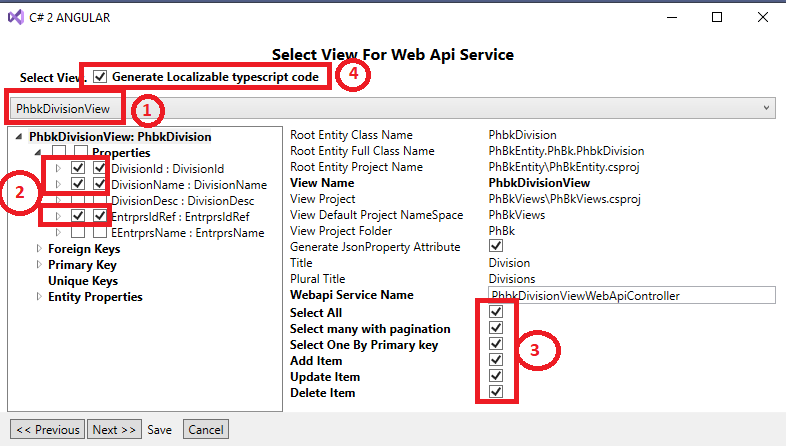 C# 2 ANGULAR
Select View For Web Api Service
Select View. Generate Localizable typescript code
4
PhbkDivisionView
1
PhbkDivisionView: PhbkDivision
Properties
DivisionId : DivisionId
DivisionName : DivisionName
DivisionDesc : DivisionDesc
EntrprsIdRef : EntrprsIdRef
EEntrprsName : EntrprsName
Foreign Keys
Primary Key
Unique Keys
Entity Properties
2
Root Entity Class Name PhbkDivision
Root Entity Full Class Name PhbkEntity.PhBk.PhbkDivision
Root Entity Project Name PhBkEntity\PhBkEntity.csproj
View Name PhbkDivisionView
View Project PhBkViews\PhBkViews.csproj
View Default Project NameSpace PhBkViews
View Project Folder PhBk
Generate JsonProperty Attribute
Title Division
Plural Title Divisions
Webapi Service Name PhbkDivisionViewWebApiController
Select All
Select many with pagination
Select One By Primary key
Add Item
Update Item
Delete Item
3
<< Previous Next >> Save Cancel